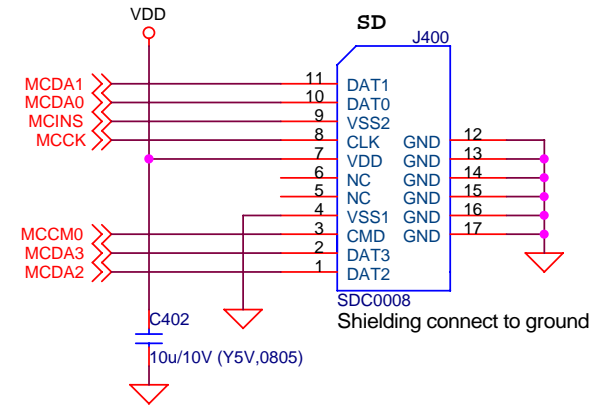 VDD
SD
J400
MCDA1 11 DAT1
MCDA0 10 DAT0
MCINS 9 VSS2
MCCK 8 CLK GND 12
7 VDD GND 13
6 NC GND 14
5 NC GND 15
4 VSS1 GND 16
MCCM0 3 CMD GND 17
MCDA3 2 DAT3
MCDA2 1 DAT2
SDC0008
Shielding connect to ground
C402
10u/10V (Y5V,0805)